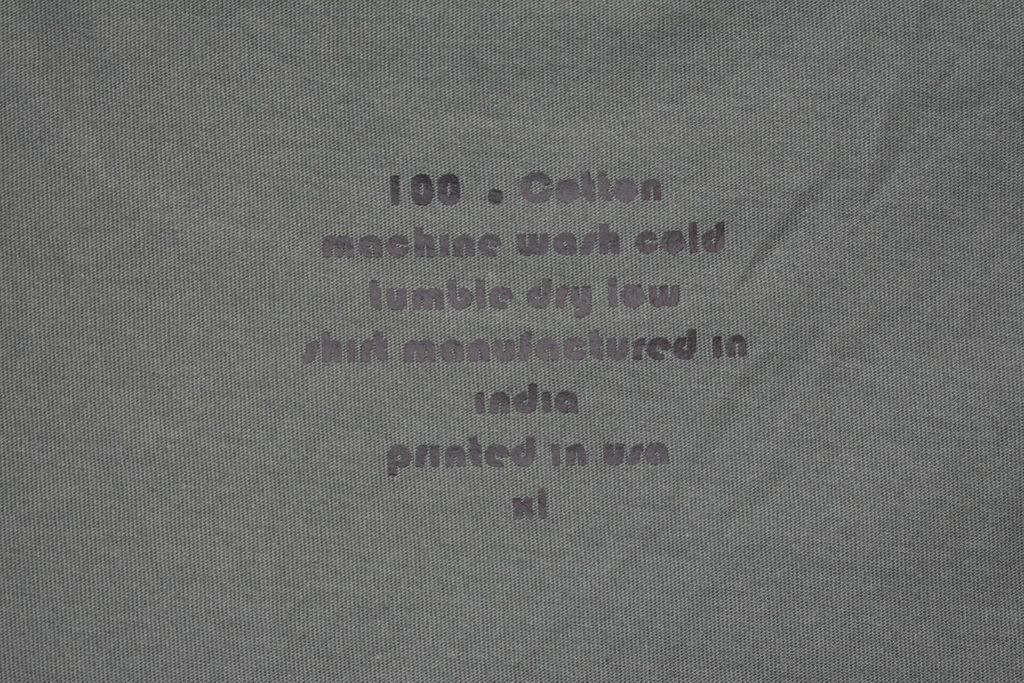 100 . Cotton
machine wash cold
tumble dry low
shirt manufactured in
india
printed in usa
xl